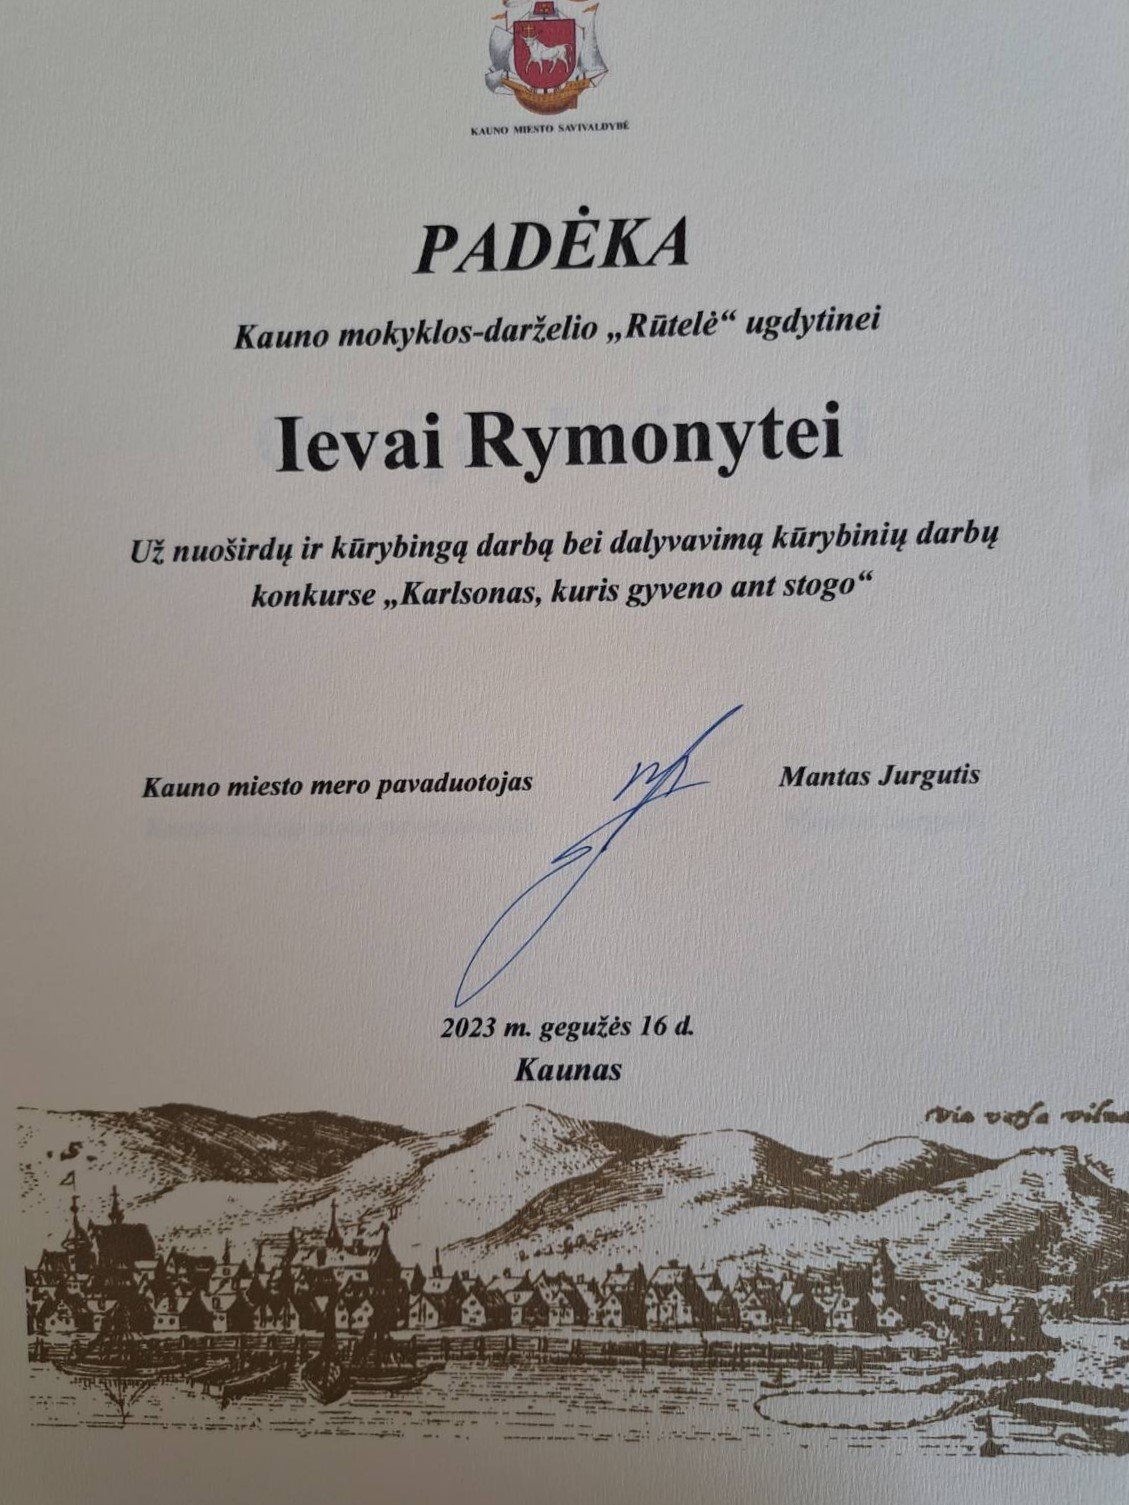 KAUNO MIESTO SAVIVALDYBĖ
PADĖKA
Kauno mokyklos-darželio „Rūtelė“ ugdytinei
Ievai Rymonytei
Už nuoširdų ir kūrybingą darbą bei dalyvavimą kūrybinių darbų
konkurse „Karlsonas, kuris gyveno ant stogo“
Kauno miesto mero pavaduotojas
Mantas Jurgutis
2023 m. gegužės 16 d.
Kaunas
.S.